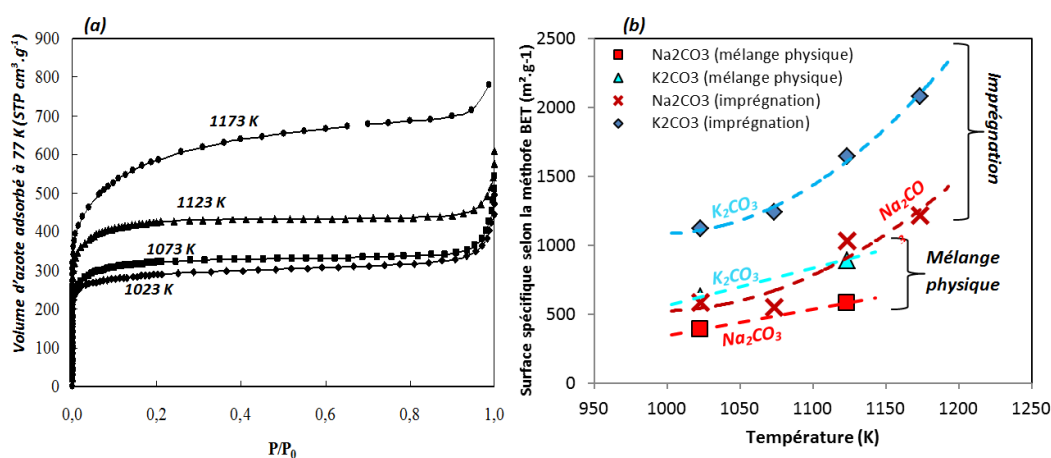 (a)
Volume d'azote adsorbé à 77 K (STP cm³.g⁻¹)
900
800
700
600
500
400
300
200
100
0
1173 K
1123 K
1073 K
1023 K
0,0
0,2
0,4
0,6
0,8
1,0
P/P₀
(b)
Surface spécifique selon la méthofe BET (m².g-1)
2500
2000
1500
1000
500
0
Na2CO3 (mélange physique)
K2CO3 (mélange physique)
Na2CO3 (imprégnation)
K2CO3 (imprégnation)
Imprégnation
K₂CO₃
Na₂CO
₃
K₂CO₃
Mélange
physique
Na₂CO₃
950
1000
1050
1100
1150
1200
1250
Température (K)